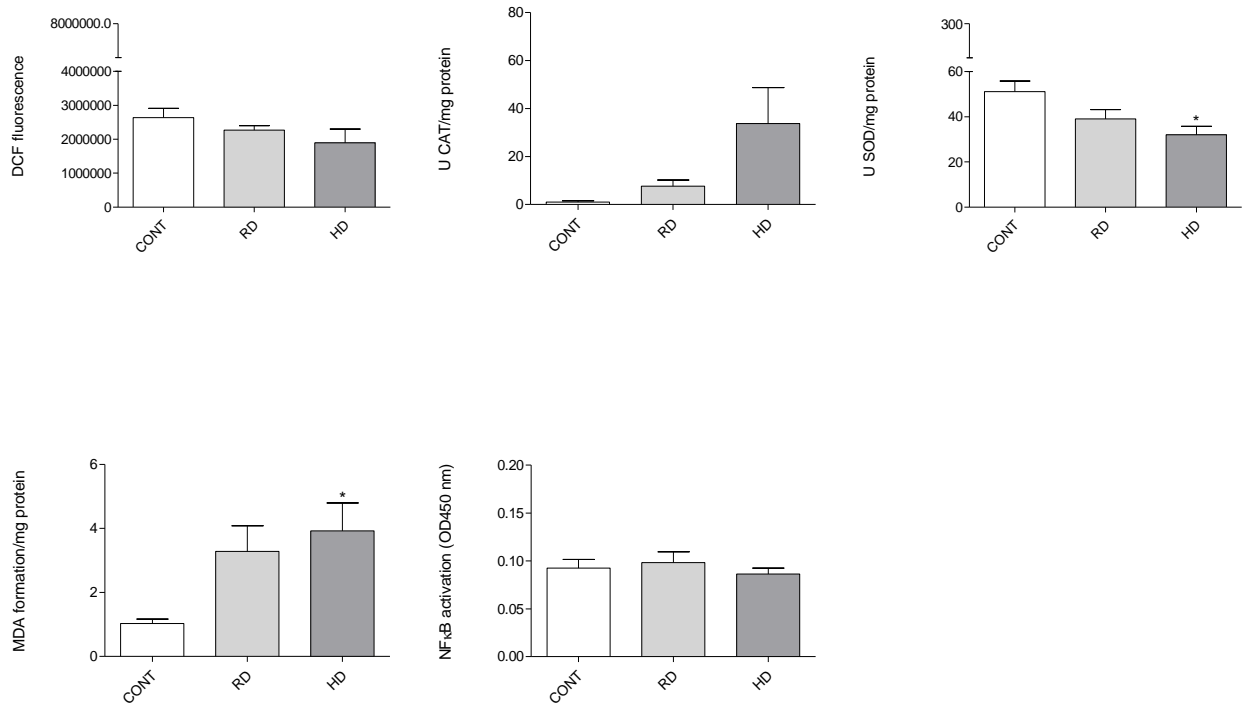 DCF fluorescence
8000000.0
4000000
3000000
2000000
1000000
0
CONT
RD
HD
U CAT/mg protein
80
60
40
20
0
CONT
RD
HD
U SOD/mg protein
300
60
40
20
0
*
CONT
RD
HD
MDA formation/mg protein
6
4
2
0
*
CONT
RD
HD
NFκB activation (OD450 nm)
0.20
0.15
0.10
0.05
0.00
CONT
RD
HD